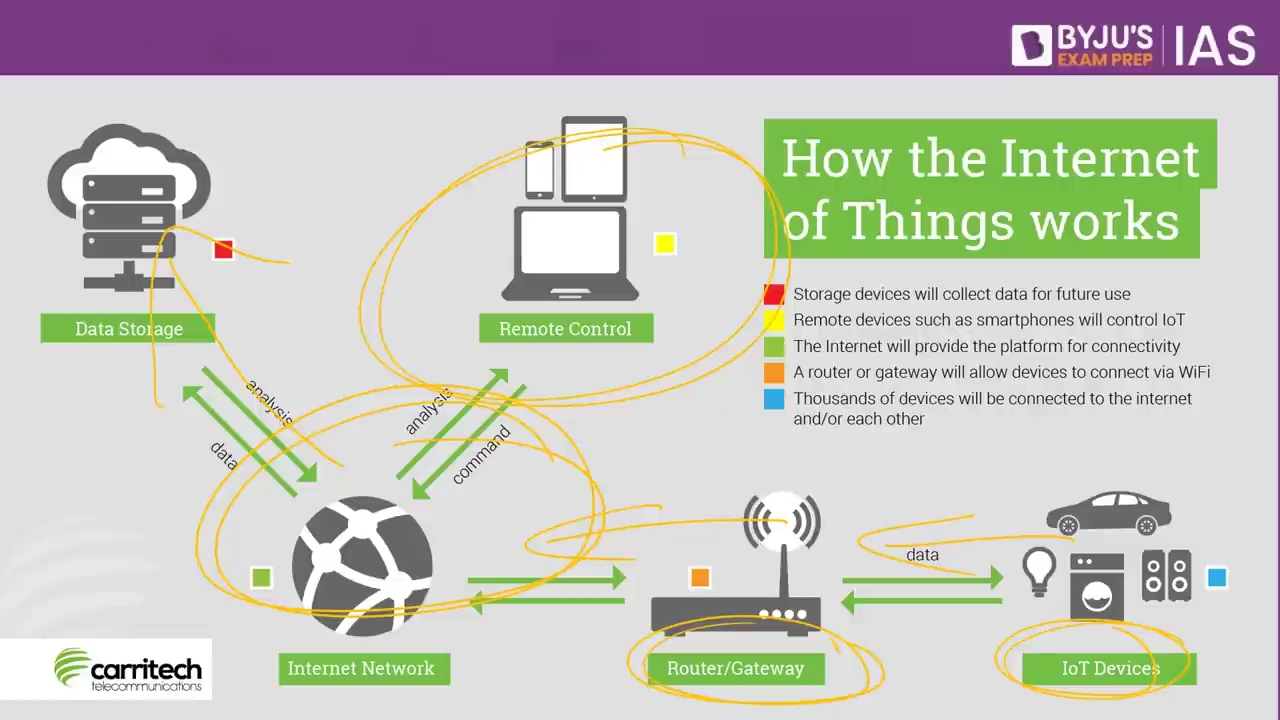 BYJU'S
EXAM PREP
IAS
How the Internet
of Things works
Storage devices will collect data for future use
Remote devices such as smartphones will control IoT
The Internet will provide the platform for connectivity
A router or gateway will allow devices to connect via WiFi
Thousands of devices will be connected to the internet
and/or each other
Data Storage
Remote Control
analysis
data
analysis
command
data
Internet Network
Router/Gateway
IoT Devices
carritech
telecommunications